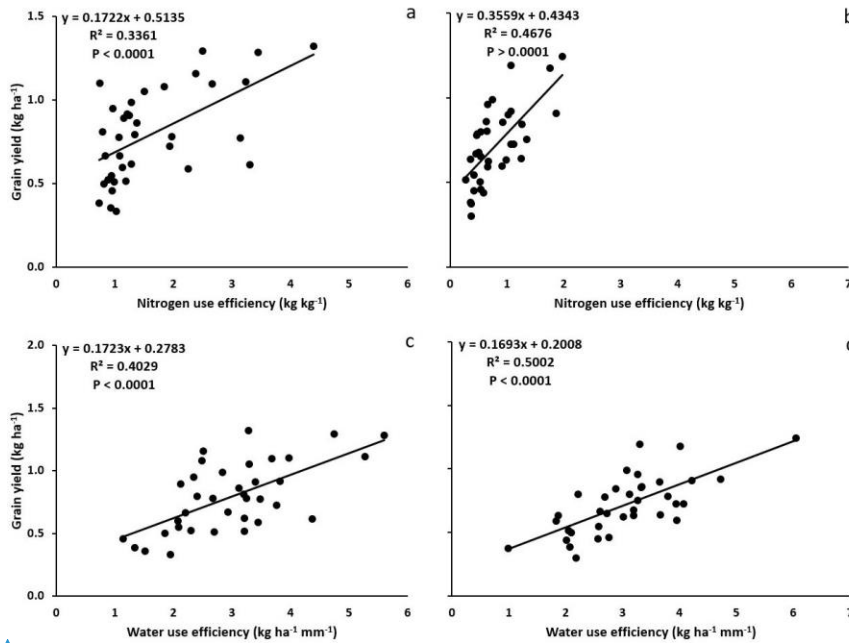 a
y = 0.1722x + 0.5135
R² = 0.3361
P < 0.0001
1.5
1.0
0.5
0.0
Grain yield (kg ha⁻¹)
0 1 2 3 4 5 6
Nitrogen use efficiency (kg kg⁻¹)
b
y = 0.3559x + 0.4343
R² = 0.4676
P > 0.0001
0 1 2 3 4 5 6 7
Nitrogen use efficiency (kg kg⁻¹)
c
y = 0.1723x + 0.2783
R² = 0.4029
P < 0.0001
2.0
1.5
1.0
0.5
0.0
Grain yield (kg ha⁻¹)
0 1 2 3 4 5 6
Water use efficiency (kg ha⁻¹ mm⁻¹)
y = 0.1693x + 0.2008
R² = 0.5002
P < 0.0001
0 1 2 3 4 5 6 7
Water use efficiency (kg ha⁻¹ mm⁻¹)